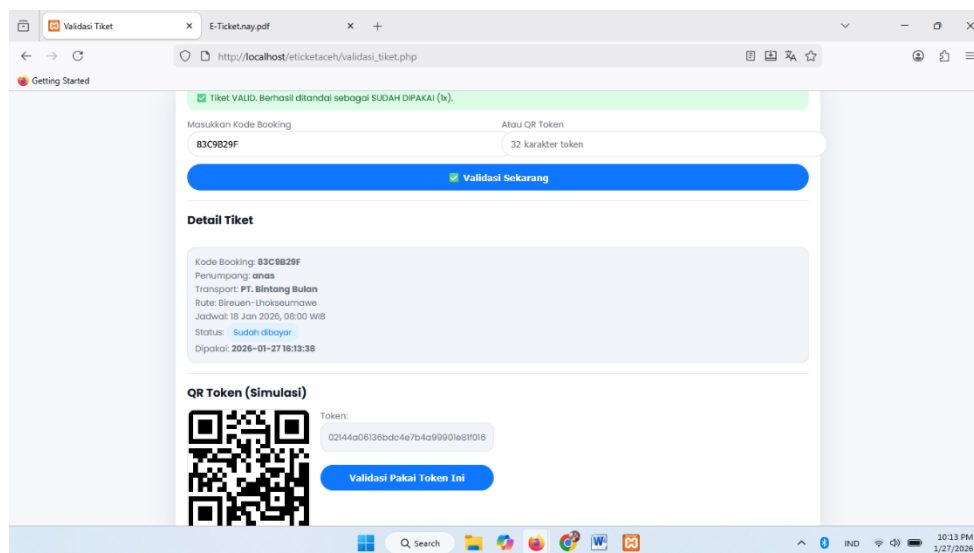 Validasi Tiket
E-Ticket.nay.pdf
http://localhost/eticketaceh/validasi_tiket.php
Getting Started
Tiket VALID. Berhasil ditandai sebagai SUDAH DIPAKAI (1x).
Masukkan Kode Booking
Atau QR Token
83C9B29F
32 karakter token
Validasi Sekarang
Detail Tiket
Kode Booking: 83C9B29F
Penumpang: anas
Transport: PT. Bintang Bulan
Rute: Bireuen-Lhokseumawe
Jadwal: 18 Jan 2026, 08:00 WIB
Status: Sudah dibayar
Dipakai: 2026-01-27 16:13:38
QR Token (Simulasi)
Token:
02144a06136bdc4e7b4a99901e81f016
Validasi Pakai Token Ini
Search
IND
10:13 PM
1/27/2026